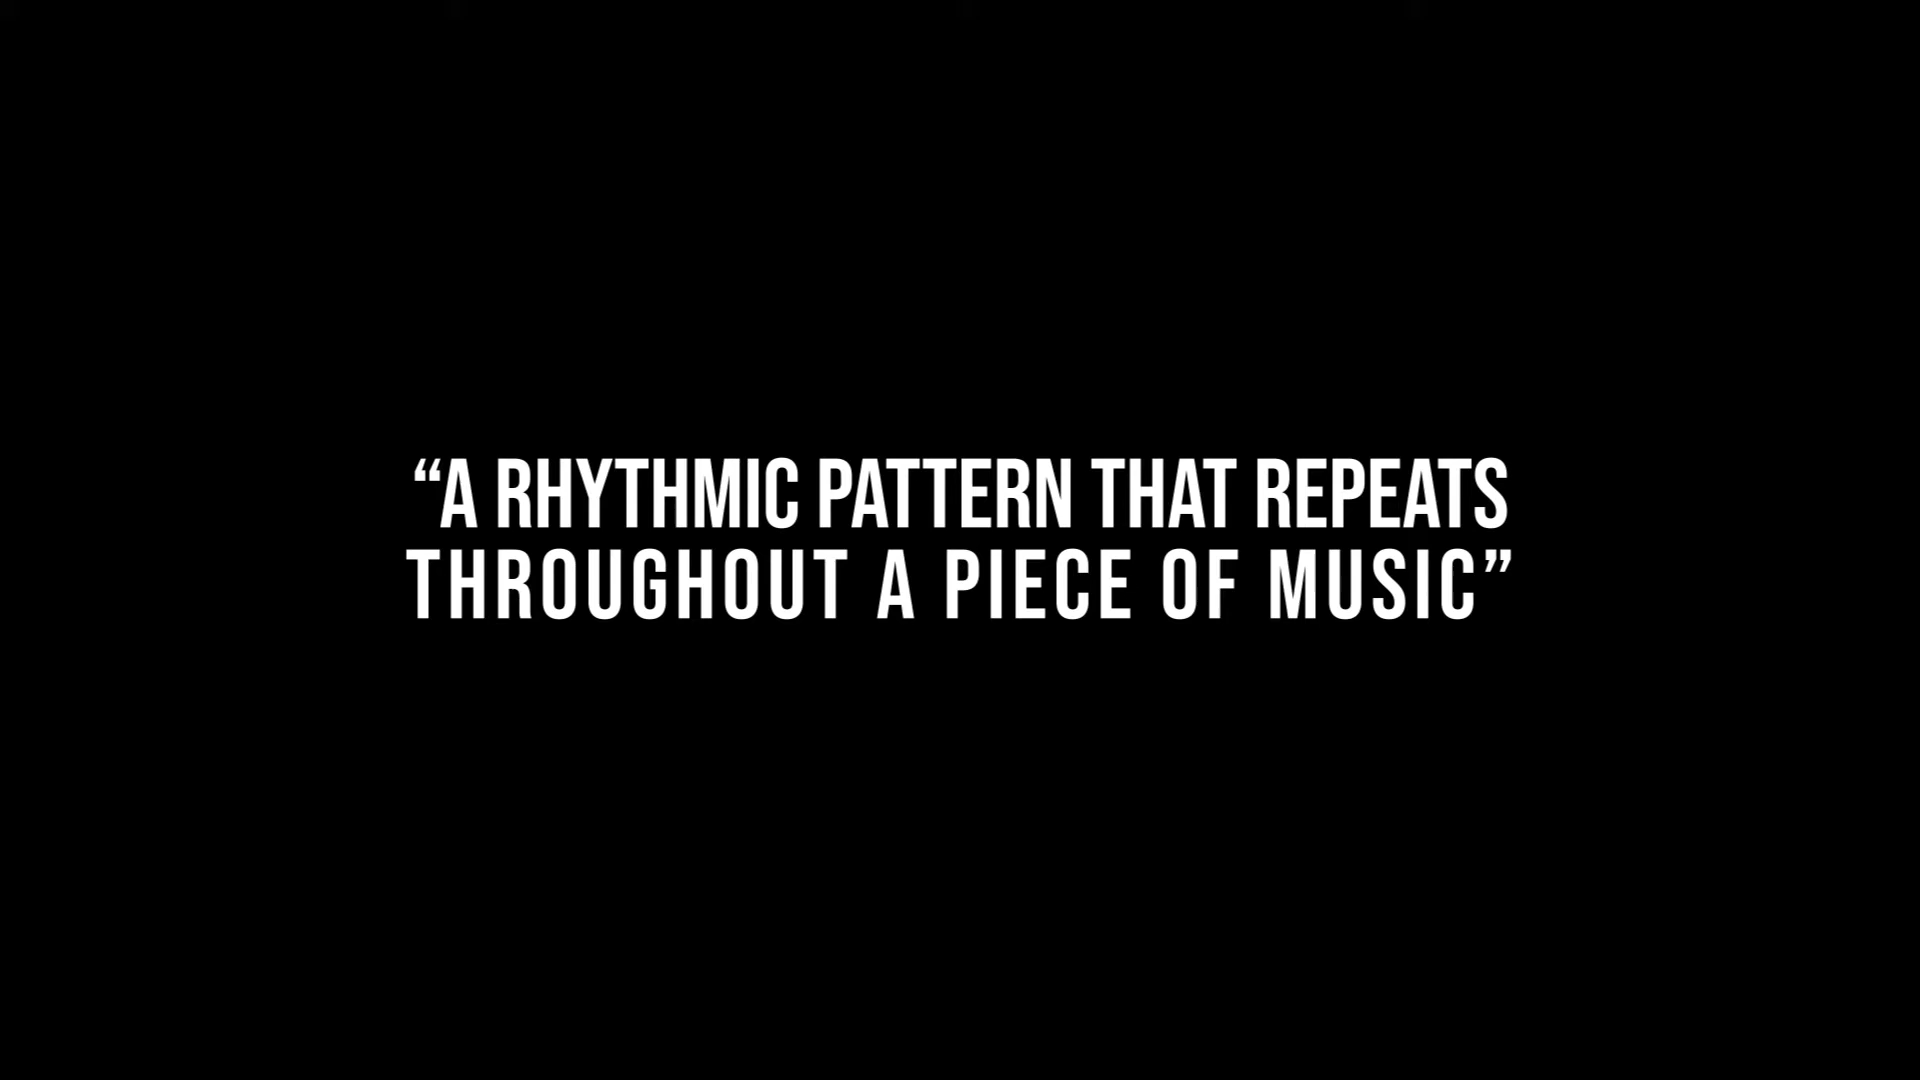 “A RHYTHMIC PATTERN THAT REPEATS
THROUGHOUT A PIECE OF MUSIC”